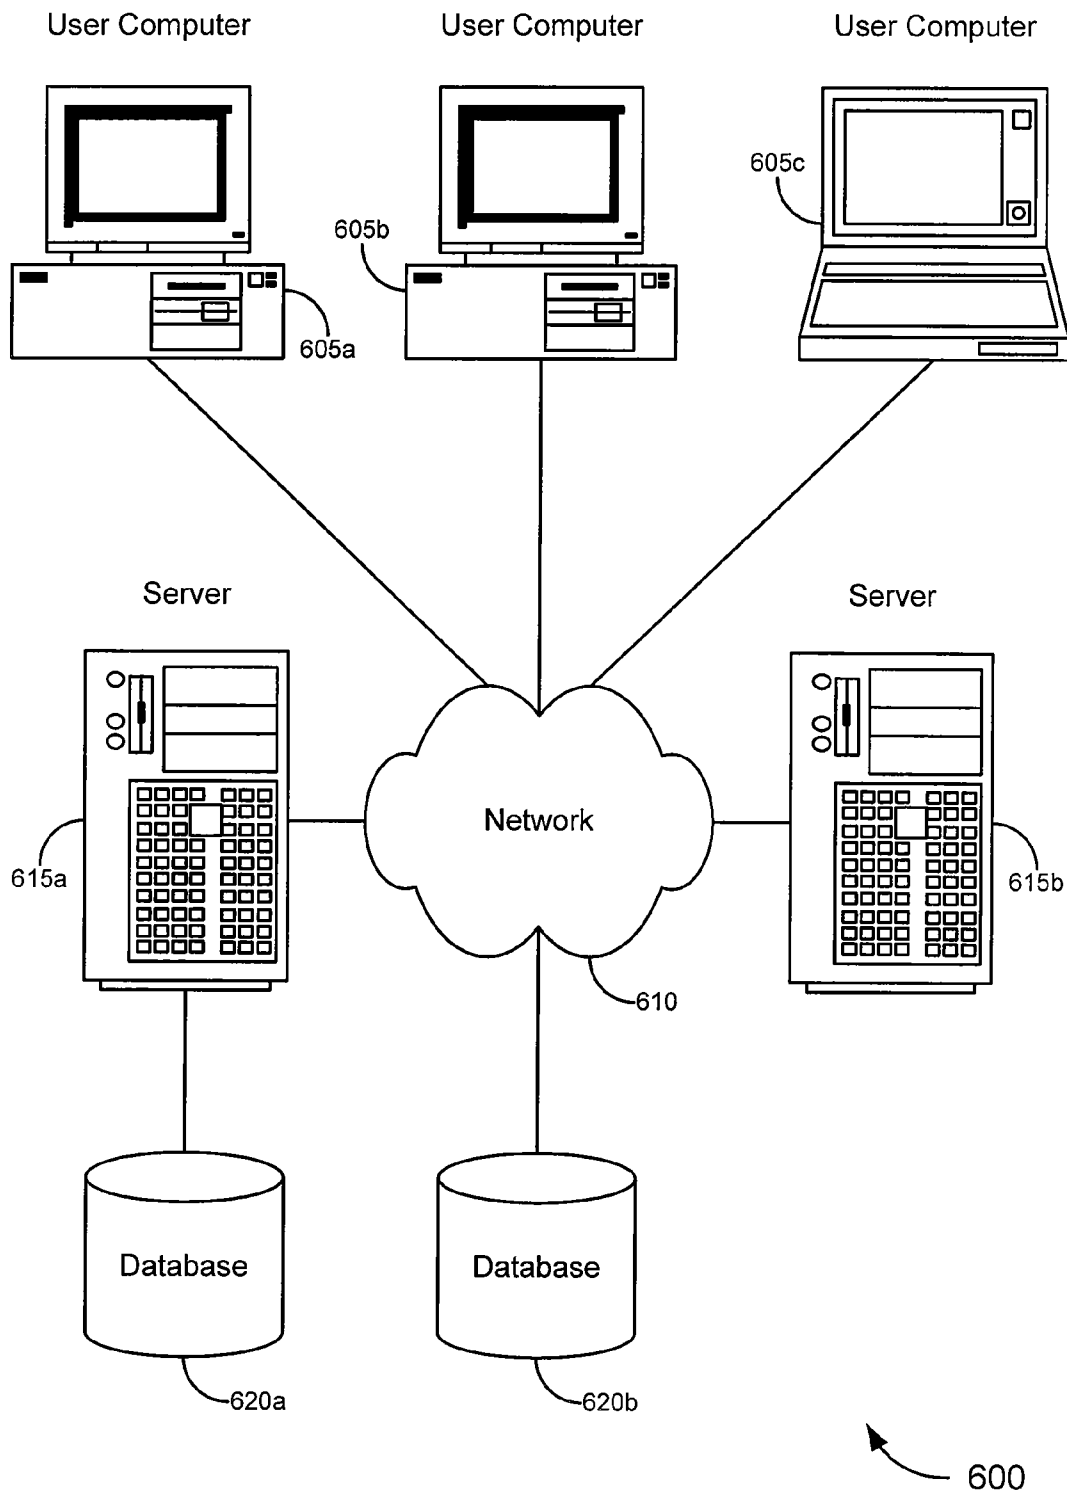 User Computer
User Computer
User Computer
605c
605b
605a
Server
Server
Network
615a
615b
610
Database
Database
620a
620b
600